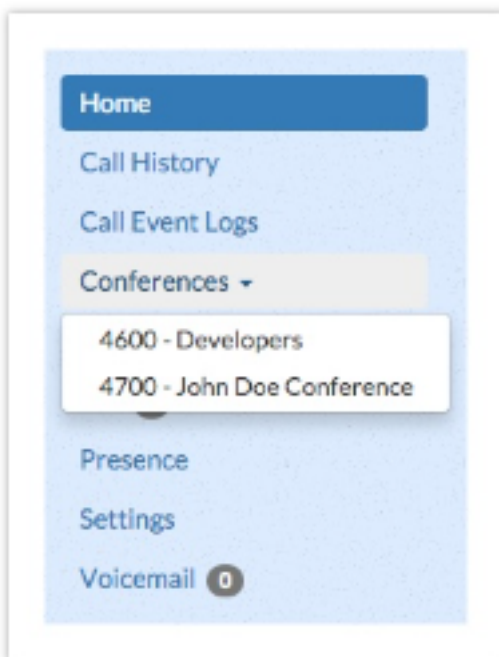 Home
Call History
Call Event Logs
Conferences
4600 - Developers
4700 - John Doe Conference
Presence
Settings
Voicemail 0